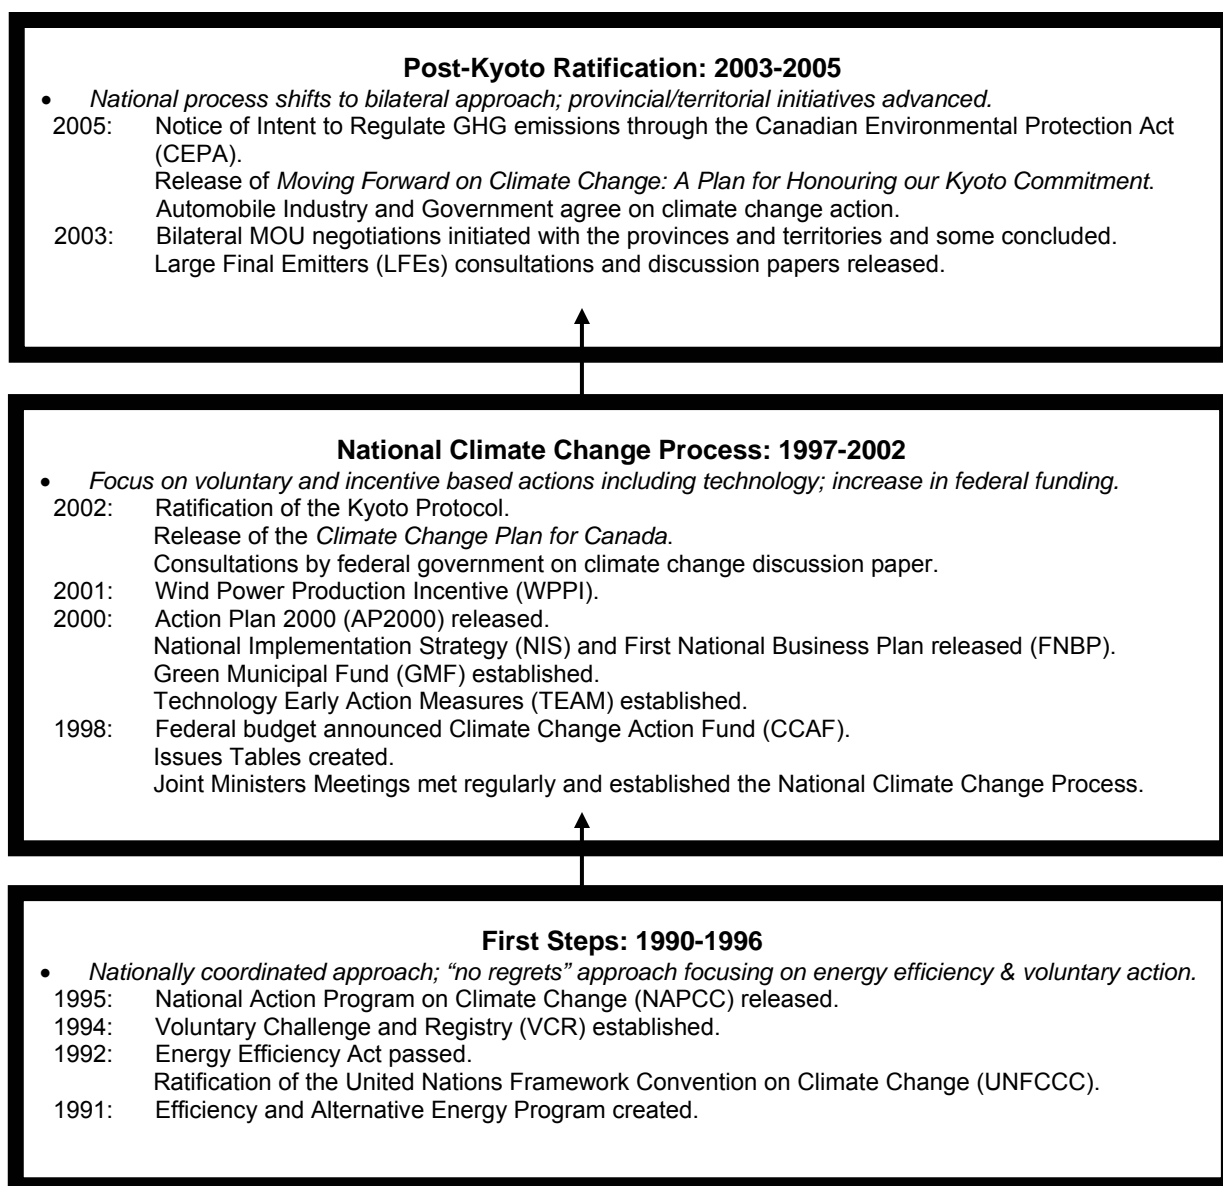 Post-Kyoto Ratification: 2003-2005
• National process shifts to bilateral approach; provincial/territorial initiatives advanced.
2005: Notice of Intent to Regulate GHG emissions through the Canadian Environmental Protection Act
(CEPA).
Release of Moving Forward on Climate Change: A Plan for Honouring our Kyoto Commitment.
Automobile Industry and Government agree on climate change action.
2003: Bilateral MOU negotiations initiated with the provinces and territories and some concluded.
Large Final Emitters (LFEs) consultations and discussion papers released.
National Climate Change Process: 1997-2002
• Focus on voluntary and incentive based actions including technology; increase in federal funding.
2002: Ratification of the Kyoto Protocol.
Release of the Climate Change Plan for Canada.
Consultations by federal government on climate change discussion paper.
2001: Wind Power Production Incentive (WPPI).
2000: Action Plan 2000 (AP2000) released.
National Implementation Strategy (NIS) and First National Business Plan released (FNBP).
Green Municipal Fund (GMF) established.
Technology Early Action Measures (TEAM) established.
1998: Federal budget announced Climate Change Action Fund (CCAF).
Issues Tables created.
Joint Ministers Meetings met regularly and established the National Climate Change Process.
First Steps: 1990-1996
• Nationally coordinated approach; “no regrets” approach focusing on energy efficiency & voluntary action.
1995: National Action Program on Climate Change (NAPCC) released.
1994: Voluntary Challenge and Registry (VCR) established.
1992: Energy Efficiency Act passed.
Ratification of the United Nations Framework Convention on Climate Change (UNFCCC).
1991: Efficiency and Alternative Energy Program created.